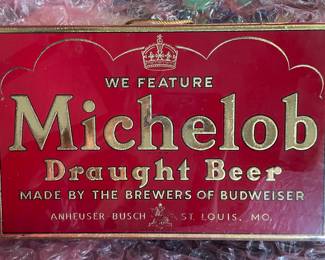 WE FEATURE
Michelob
Draught Beer
MADE BY THE BREWERS OF BUDWEISER
ANHEUSER-BUSCH ST. LOUIS, MO.